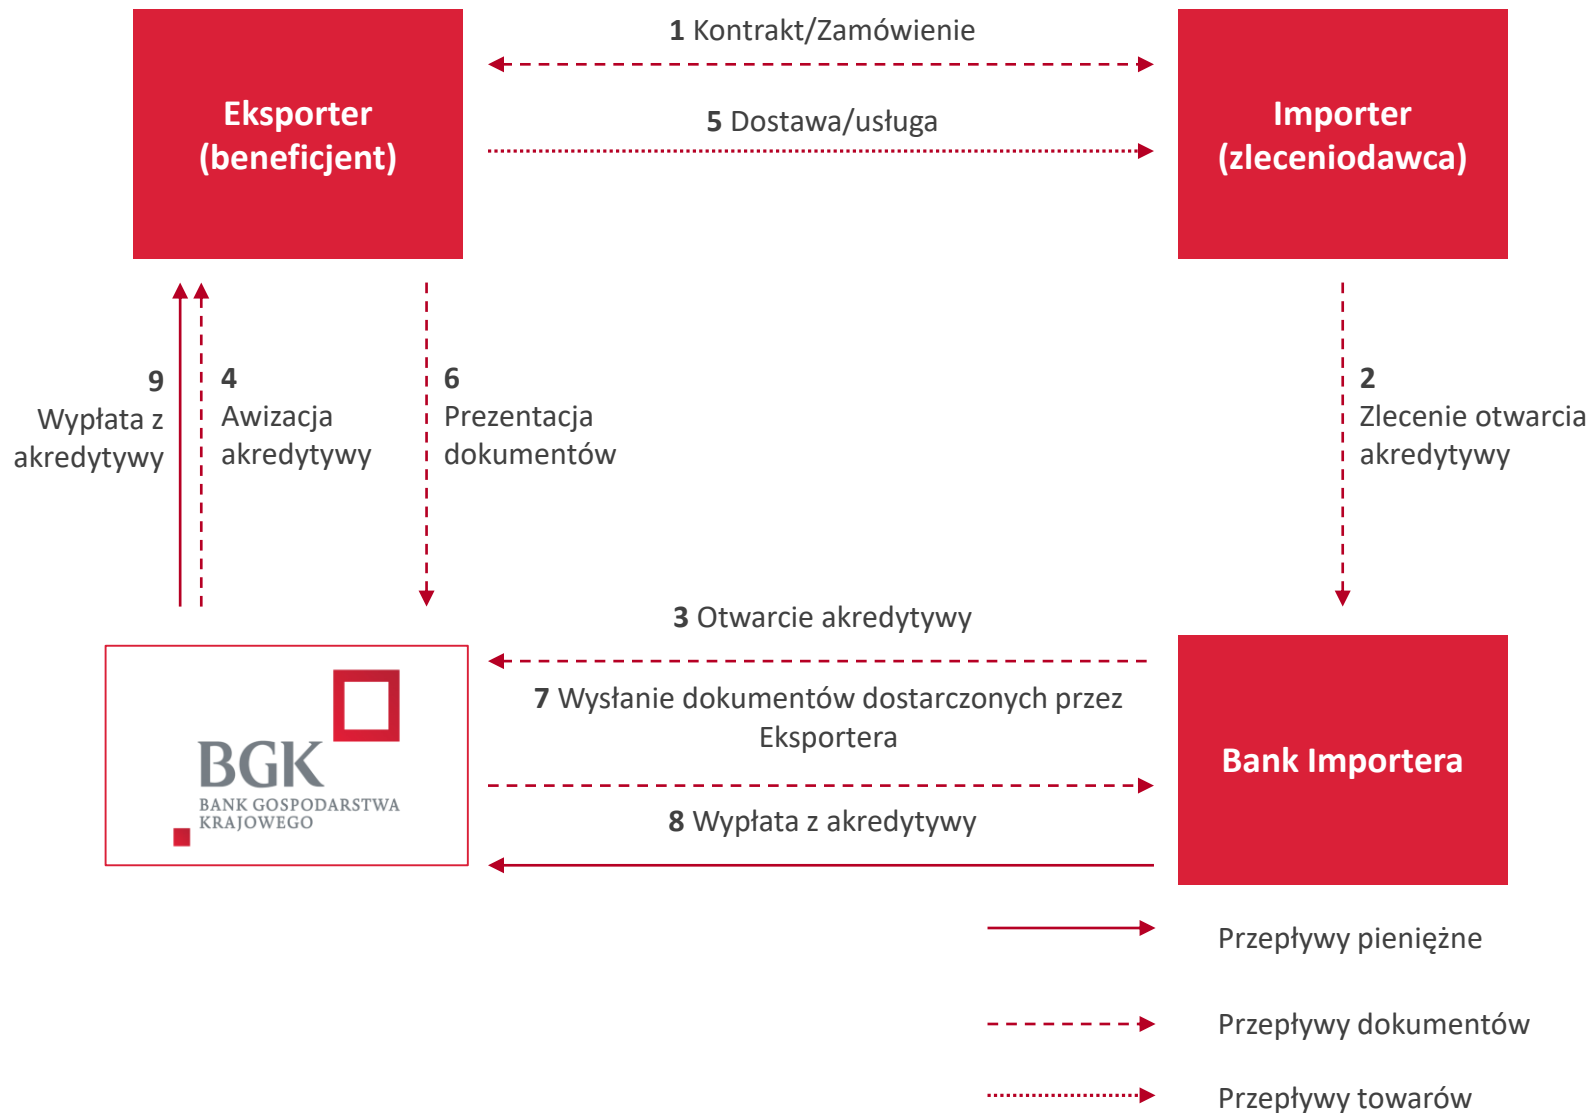 1 Kontrakt/Zamówienie
Eksporter
(beneficjent)
5 Dostawa/usługa
Importer
(zleceniodawca)
9
Wypłata z
akredytywy
4
Awizacja
akredytywy
6
Prezentacja
dokumentów
2
Zlecenie otwarcia
akredytywy
3 Otwarcie akredytywy
7 Wysłanie dokumentów dostarczonych przez
Eksportera
BGK
BANK GOSPODARSTWA
KRAJOWEGO
Bank Importera
8 Wypłata z akredytywy
Przepływy pieniężne
Przepływy dokumentów
Przepływy towarów